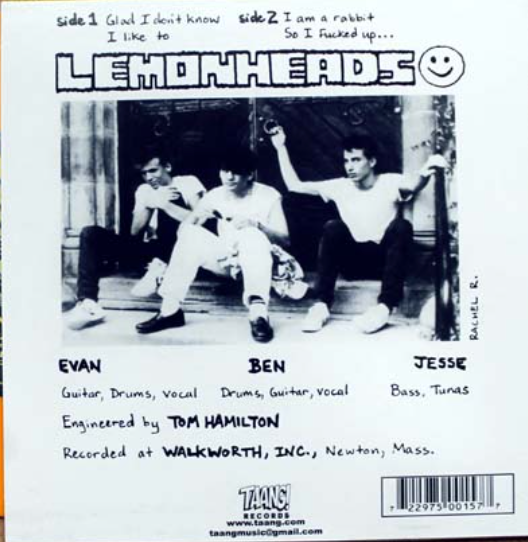 side 1 Glad I don't know side 2 I am a rabbit
I like to So I Fucked up...
LEMONHEADS
RACHEL R.
EVAN BEN JESSE
Guitar, Drums, Vocal Drums, Guitar, Vocal Bass, Tunas
Engineered by TOM HAMILTON
Recorded at WALKWORTH, INC., Newton, Mass.
TAANG!
RECORDS
www.taang.com
taangmusic@gmail.com
7 22975 00157 7